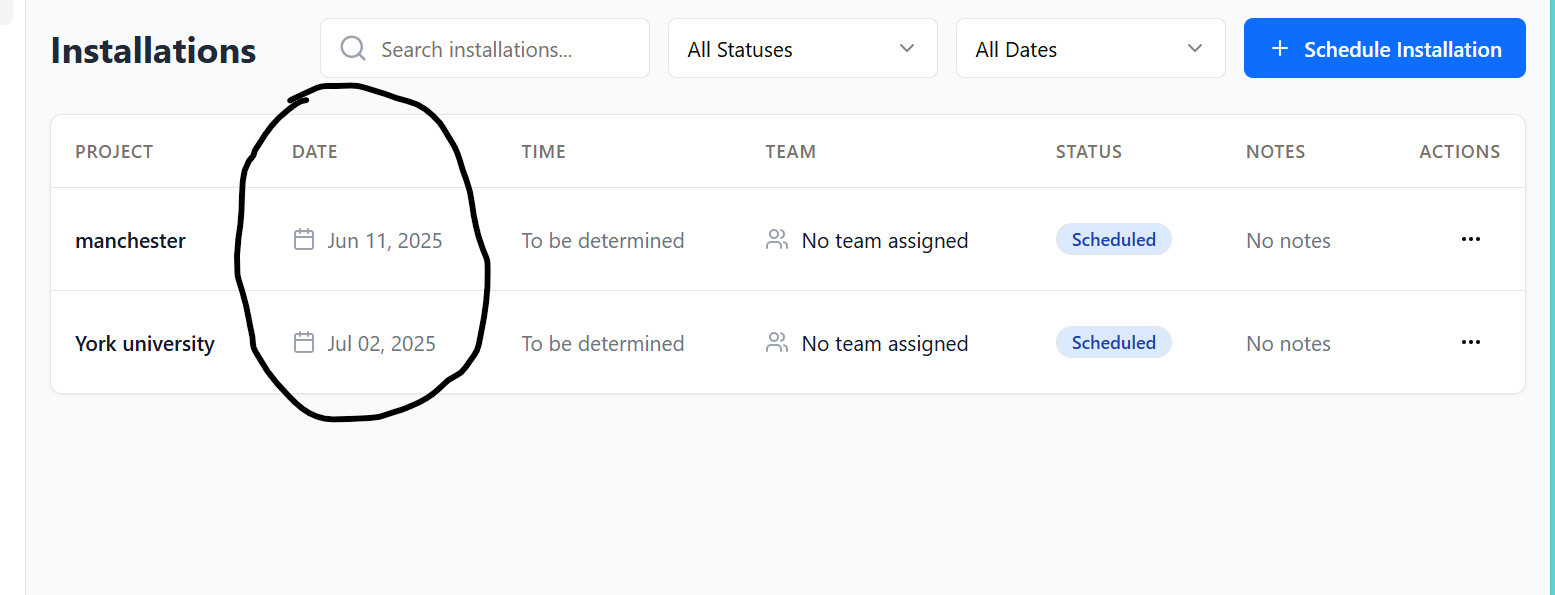 Installations Search installations... All Statuses All Dates + Schedule Installation
PROJECT DATE TIME TEAM STATUS NOTES ACTIONS
manchester Jun 11, 2025 To be determined No team assigned Scheduled No notes ...
York university Jul 02, 2025 To be determined No team assigned Scheduled No notes ...